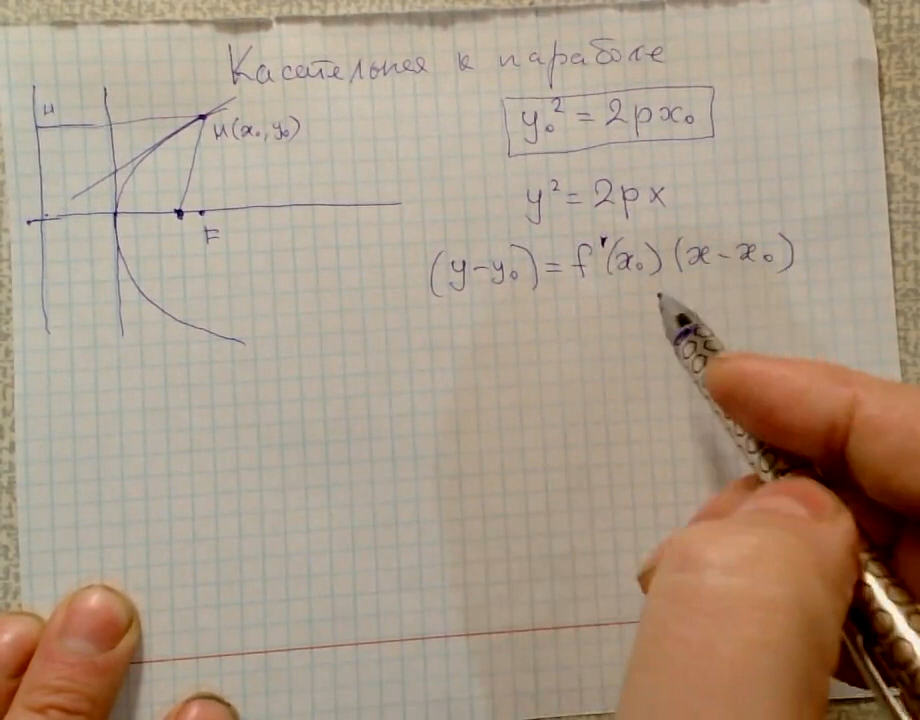 Касательная к параболе
y₀² = 2px₀
M
M(x₀, y₀)
y² = 2px
F
(y-y₀) = f'(x₀)(x-x₀)